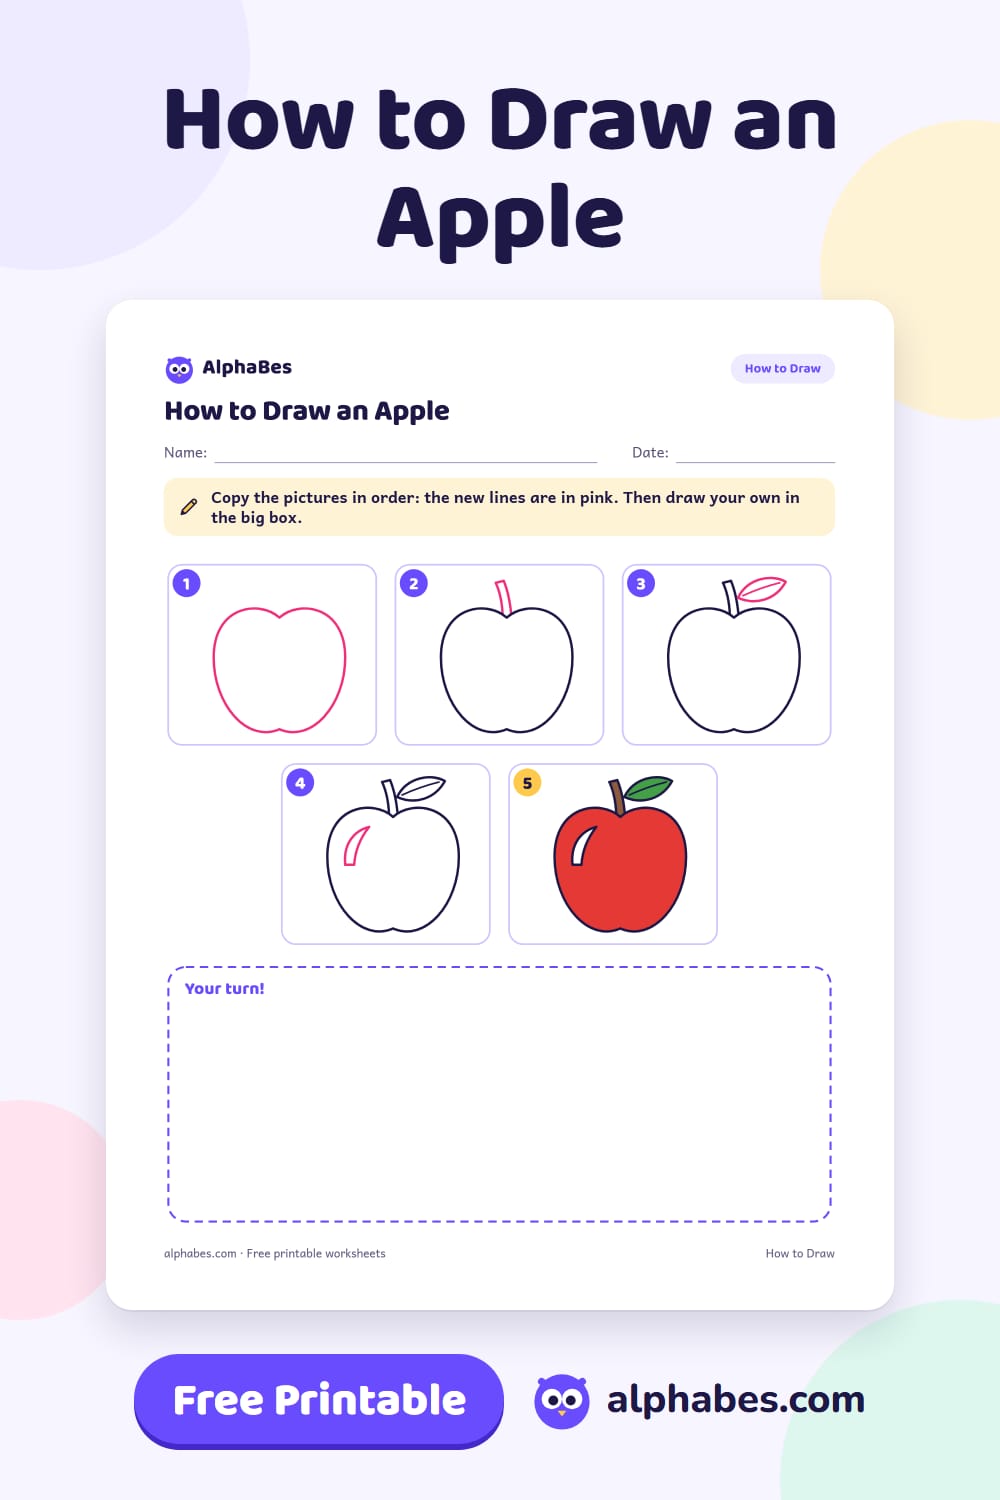 How to Draw an
Apple
AlphaBes
How to Draw
How to Draw an Apple
Name:
Date:
Copy the pictures in order: the new lines are in pink. Then draw your own in
the big box.
1
2
3
4
5
Your turn!
alphabes.com · Free printable worksheets
How to Draw
Free Printable
alphabes.com